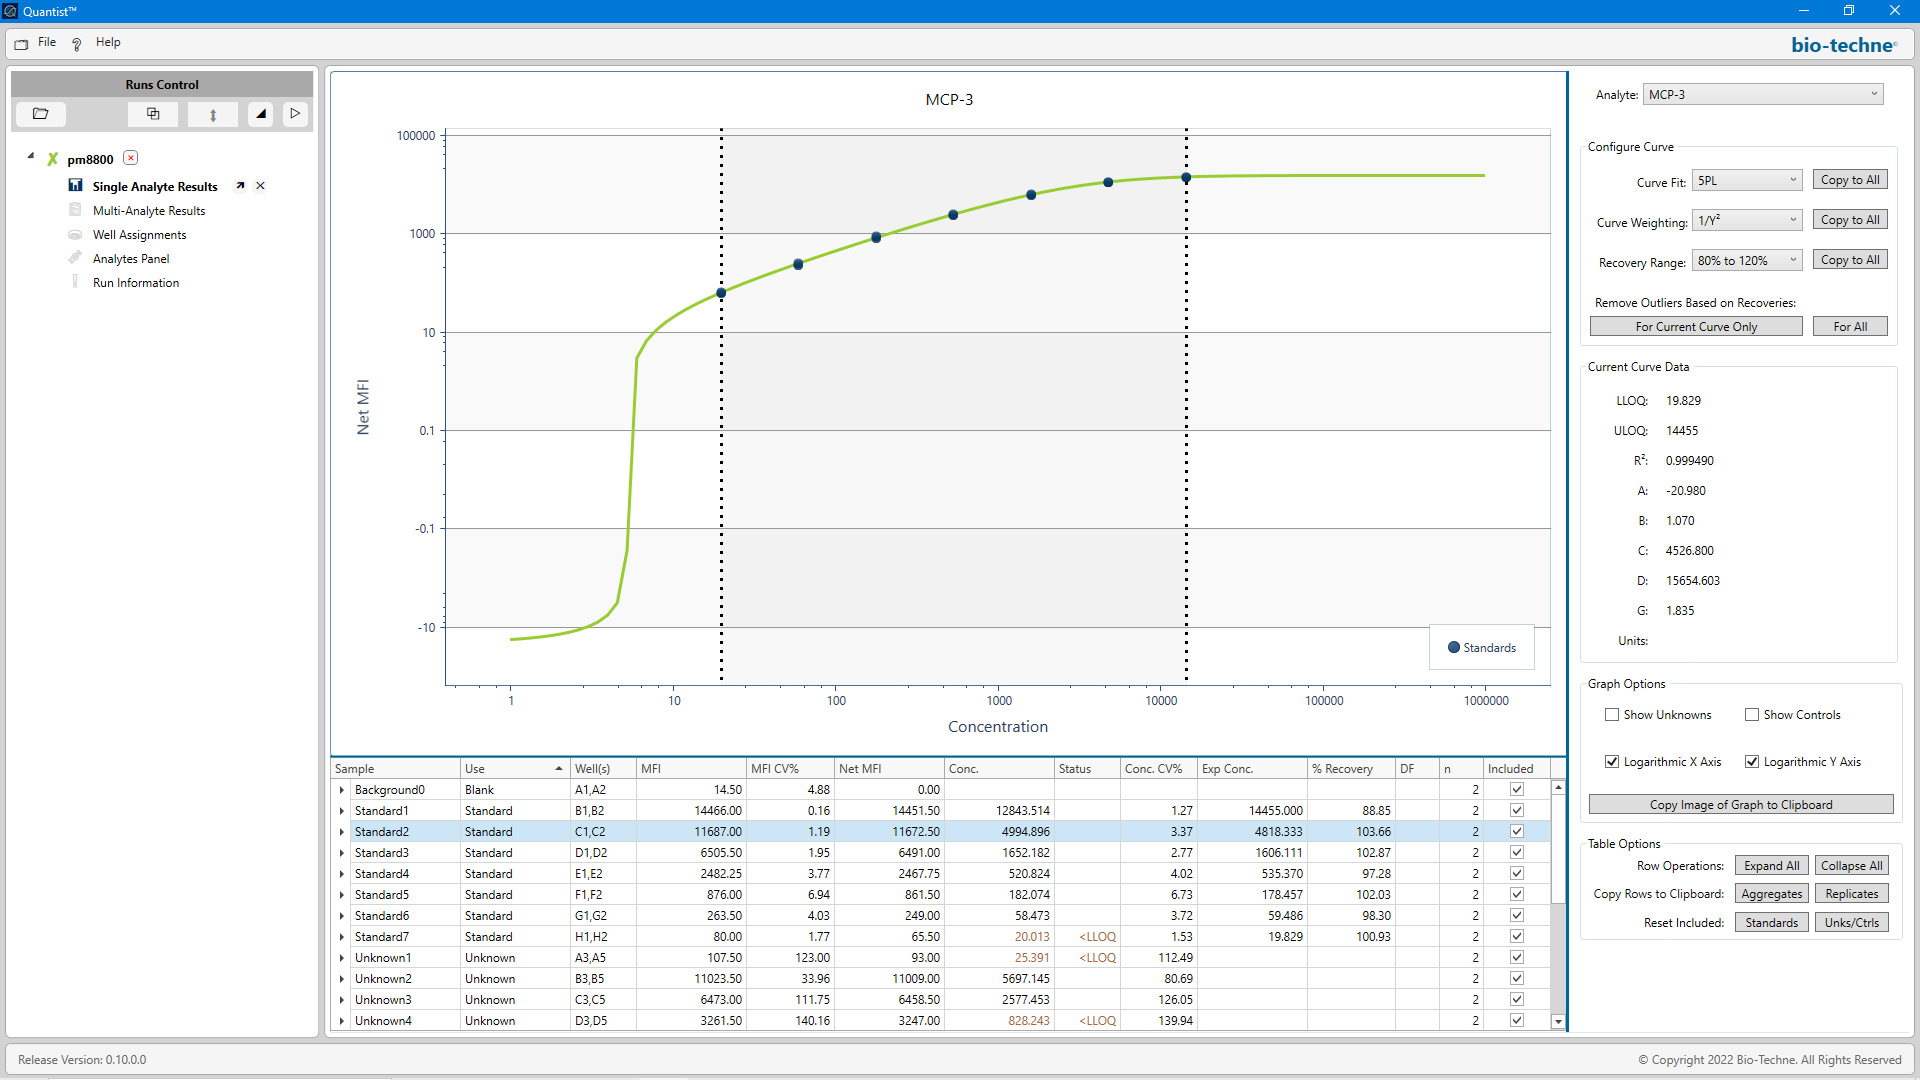 Quantist™
File
Help
bio-techne®
Runs Control
pm8800
Single Analyte Results
Multi-Analyte Results
Well Assignments
Analytes Panel
Run Information
MCP-3
100000
1000
10
0.1
-0.1
-10
Net MFI
1 10 100 1000 10000 100000 1000000
Concentration
Standards
Sample Use Well(s) MFI MFI CV% Net MFI Conc. Status Conc. CV% Exp Conc. % Recovery DF n Included
Background0 Blank A1,A2 14.50 4.88 0.00 2
Standard1 Standard B1,B2 14466.00 0.16 14451.50 12843.514 1.27 14455.000 88.85 2
Standard2 Standard C1,C2 11687.00 1.19 11672.50 4994.896 3.37 4818.333 103.66 2
Standard3 Standard D1,D2 6505.50 1.95 6491.00 1652.182 2.77 1606.111 102.87 2
Standard4 Standard E1,E2 2482.25 3.77 2467.75 520.824 4.02 535.370 97.28 2
Standard5 Standard F1,F2 876.00 6.94 861.50 182.074 6.73 178.457 102.03 2
Standard6 Standard G1,G2 263.50 4.03 249.00 58.473 3.72 59.486 98.30 2
Standard7 Standard H1,H2 80.00 1.77 65.50 20.013 <LLOQ 1.53 19.829 100.93 2
Unknown1 Unknown A3,A5 107.50 123.00 93.00 25.391 <LLOQ 112.49 2
Unknown2 Unknown B3,B5 11023.50 33.96 11009.00 5697.145 80.69 2
Unknown3 Unknown C3,C5 6473.00 111.75 6458.50 2577.453 126.05 2
Unknown4 Unknown D3,D5 3261.50 140.16 3247.00 828.243 <LLOQ 139.94 2
Analyte: MCP-3
Configure Curve
Curve Fit: 5PL Copy to All
Curve Weighting: 1/Y² Copy to All
Recovery Range: 80% to 120% Copy to All
Remove Outliers Based on Recoveries:
For Current Curve Only For All
Current Curve Data
LLOQ: 19.829
ULOQ: 14455
R²: 0.999490
A: -20.980
B: 1.070
C: 4526.800
D: 15654.603
G: 1.835
Units:
Graph Options
Show Unknowns Show Controls
Logarithmic X Axis Logarithmic Y Axis
Copy Image of Graph to Clipboard
Table Options
Row Operations: Expand All Collapse All
Copy Rows to Clipboard: Aggregates Replicates
Reset Included: Standards Unks/Ctrls
Release Version: 0.10.0.0
© Copyright 2022 Bio-Techne. All Rights Reserved